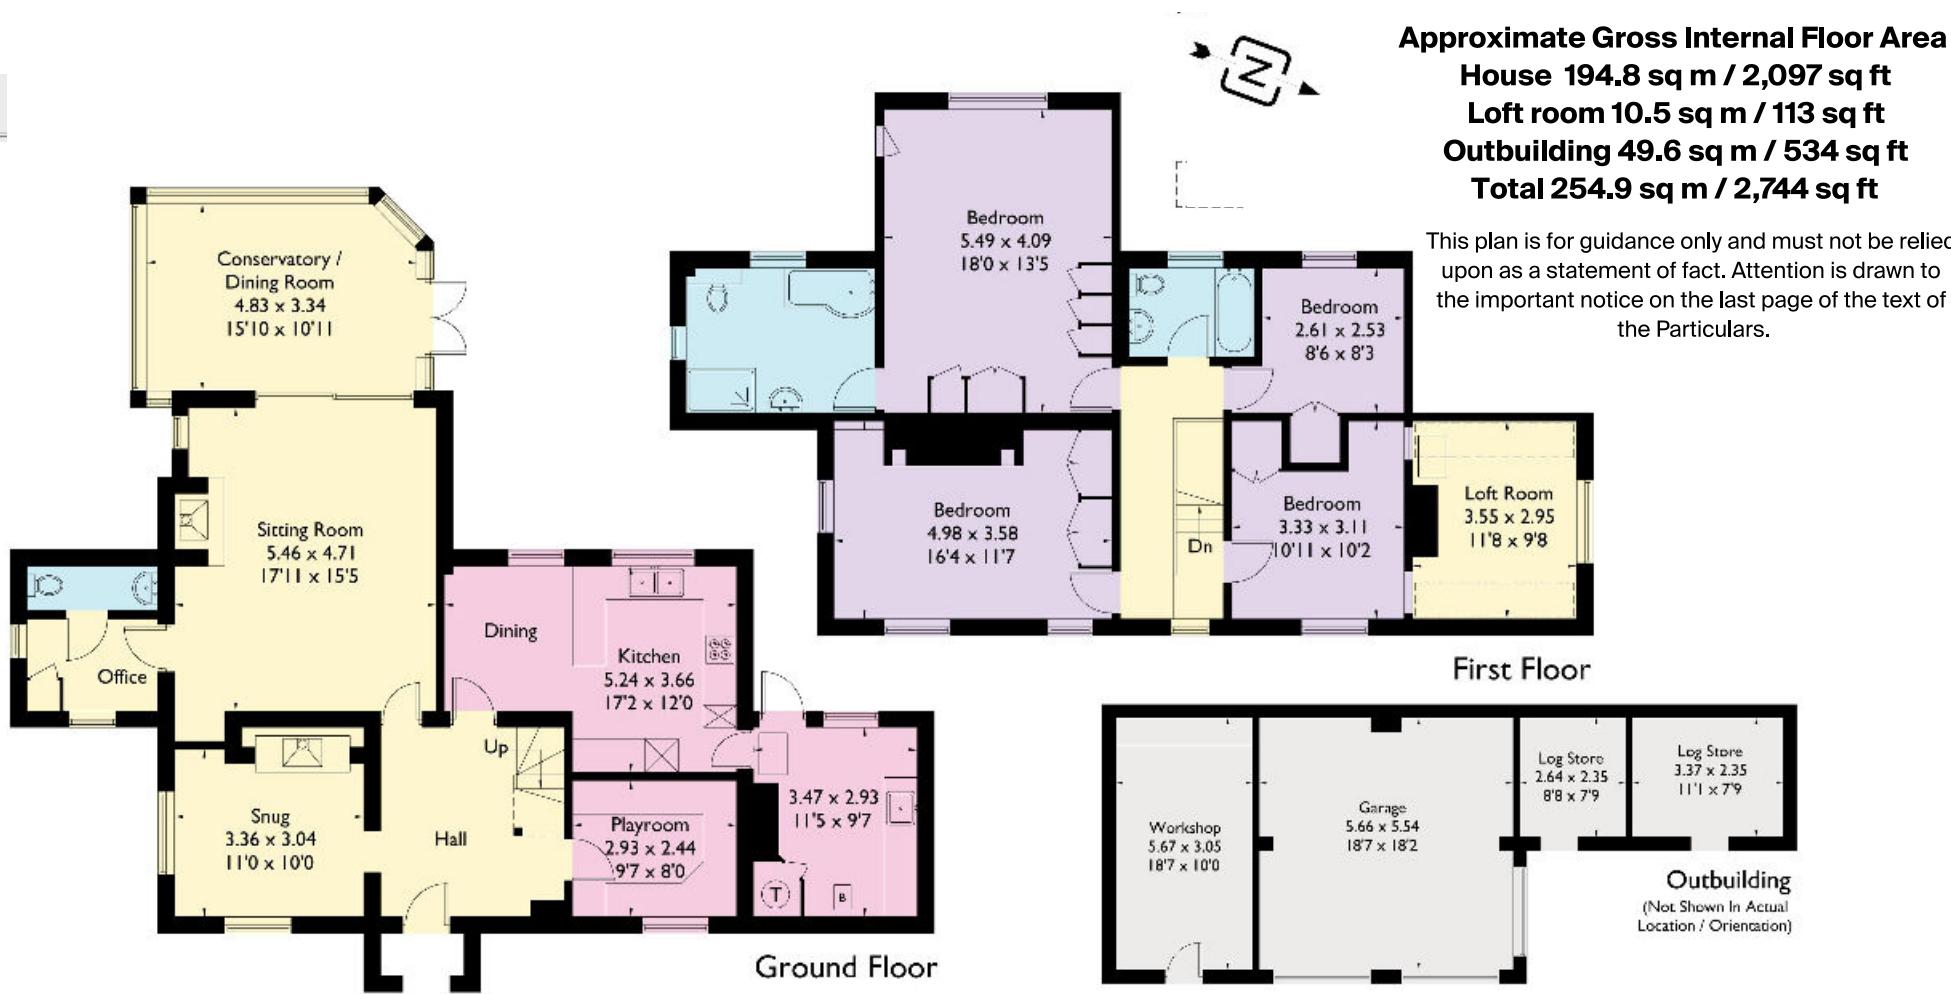 Approximate Gross Internal Floor Area
House 194.8 sq m / 2,097 sq ft
Loft room 10.5 sq m / 113 sq ft
Outbuilding 49.6 sq m / 534 sq ft
Total 254.9 sq m / 2,744 sq ft
This plan is for guidance only and must not be relied
upon as a statement of fact. Attention is drawn to
the important notice on the last page of the text of
the Particulars.
N
Conservatory /
Dining Room
4.83 x 3.34
15'10 x 10'11
Sitting Room
5.46 x 4.71
17'11 x 15'5
Office
Dining
Kitchen
5.24 x 3.66
17'2 x 12'0
Up
Snug
3.36 x 3.04
11'0 x 10'0
Hall
Playroom
2.93 x 2.44
9'7 x 8'0
3.47 x 2.93
11'5 x 9'7
T
B
Ground Floor
Bedroom
5.49 x 4.09
18'0 x 13'5
Bedroom
2.61 x 2.53
8'6 x 8'3
Bedroom
4.98 x 3.58
16'4 x 11'7
Dn
Bedroom
3.33 x 3.11
10'11 x 10'2
Loft Room
3.55 x 2.95
11'8 x 9'8
First Floor
Workshop
5.67 x 3.05
18'7 x 10'0
Garage
5.66 x 5.54
18'7 x 18'2
Log Store
2.64 x 2.35
8'8 x 7'9
Log Store
3.37 x 2.35
11'1 x 7'9
Outbuilding
(Not Shown In Actual
Location / Orientation)